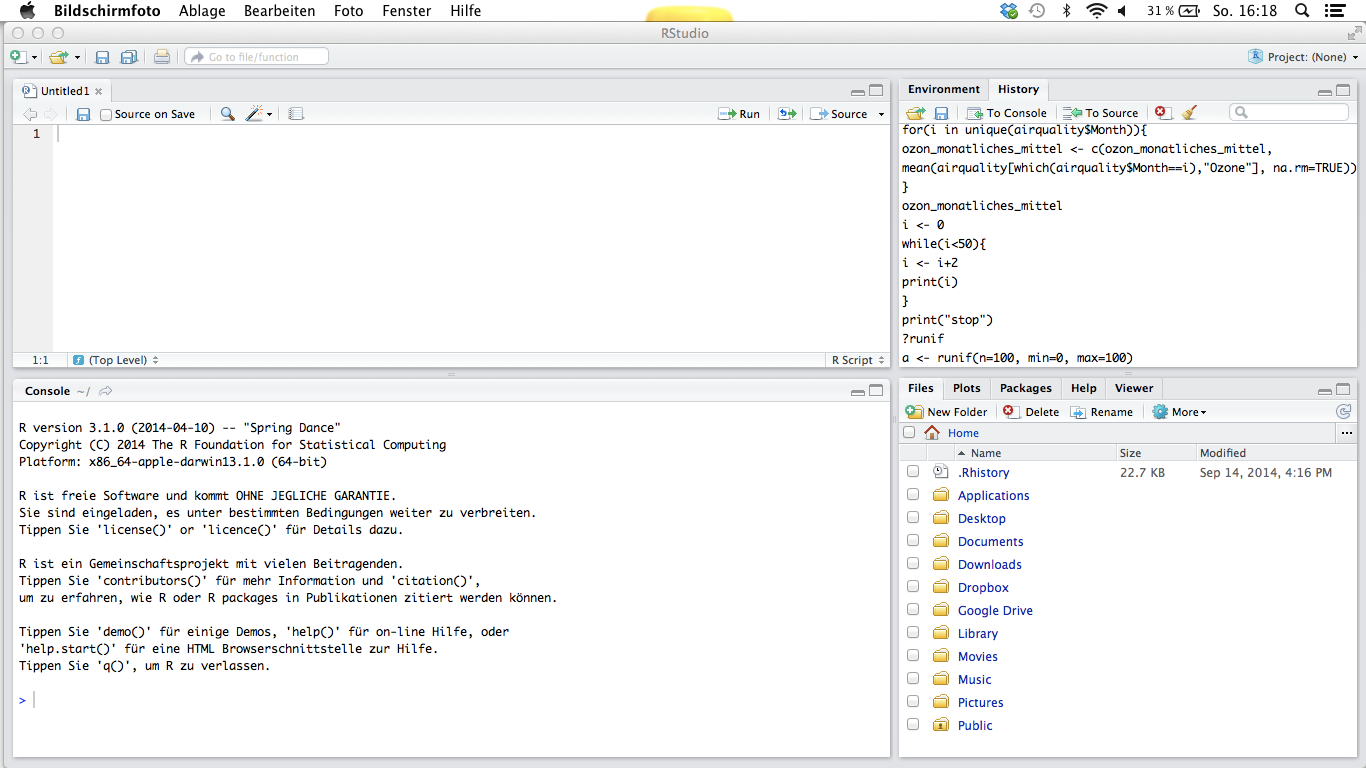 Bildschirmfoto Ablage Bearbeiten Foto Fenster Hilfe 31 % So. 16:18
RStudio
Go to file/function Project: (None)
Untitled1
Source on Save Run Source
1
1:1 (Top Level) R Script
Console ~/
R version 3.1.0 (2014-04-10) -- "Spring Dance"
Copyright (C) 2014 The R Foundation for Statistical Computing
Platform: x86_64-apple-darwin13.1.0 (64-bit)
R ist freie Software und kommt OHNE JEGLICHE GARANTIE.
Sie sind eingeladen, es unter bestimmten Bedingungen weiter zu verbreiten.
Tippen Sie 'license()' or 'licence()' für Details dazu.
R ist ein Gemeinschaftsprojekt mit vielen Beitragenden.
Tippen Sie 'contributors()' für mehr Information und 'citation()',
um zu erfahren, wie R oder R packages in Publikationen zitiert werden können.
Tippen Sie 'demo()' für einige Demos, 'help()' für on-line Hilfe, oder
'help.start()' für eine HTML Browserschnittstelle zur Hilfe.
Tippen Sie 'q()', um R zu verlassen.
>
Environment History
To Console To Source
for(i in unique(airquality$Month)){
ozon_monatliches_mittel <- c(ozon_monatliches_mittel,
mean(airquality[which(airquality$Month==i),"Ozone"], na.rm=TRUE))
}
ozon_monatliches_mittel
i <- 0
while(i<50){
i <- i+2
print(i)
}
print("stop")
?runif
a <- runif(n=100, min=0, max=100)
Files Plots Packages Help Viewer
New Folder Delete Rename More
Home ...
Name Size Modified
.Rhistory 22.7 KB Sep 14, 2014, 4:16 PM
Applications
Desktop
Documents
Downloads
Dropbox
Google Drive
Library
Movies
Music
Pictures
Public